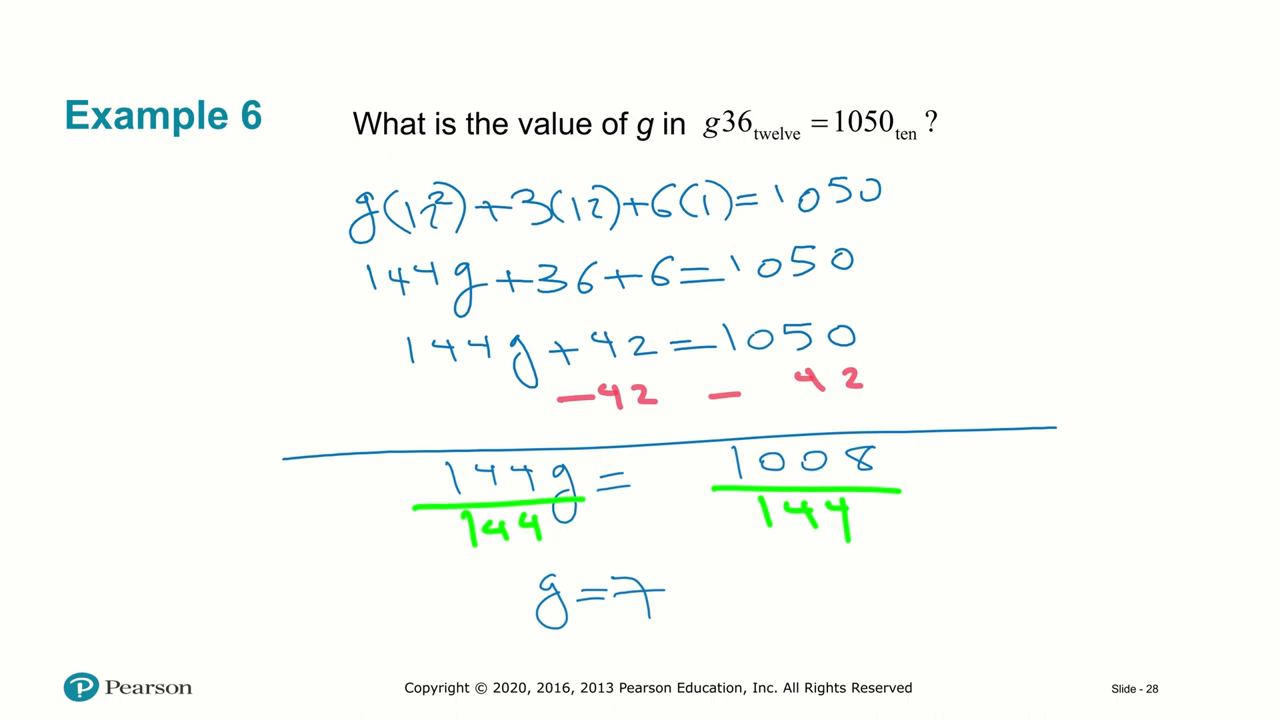 Example 6
What is the value of g in g36twelve = 1050ten ?
g(12²)+3(12)+6(1)=1050
144g+36+6=1050
144g+42=1050
-42 - 42
144g = 1008
144 144
g=7
Pearson
Copyright © 2020, 2016, 2013 Pearson Education, Inc. All Rights Reserved
Slide - 28